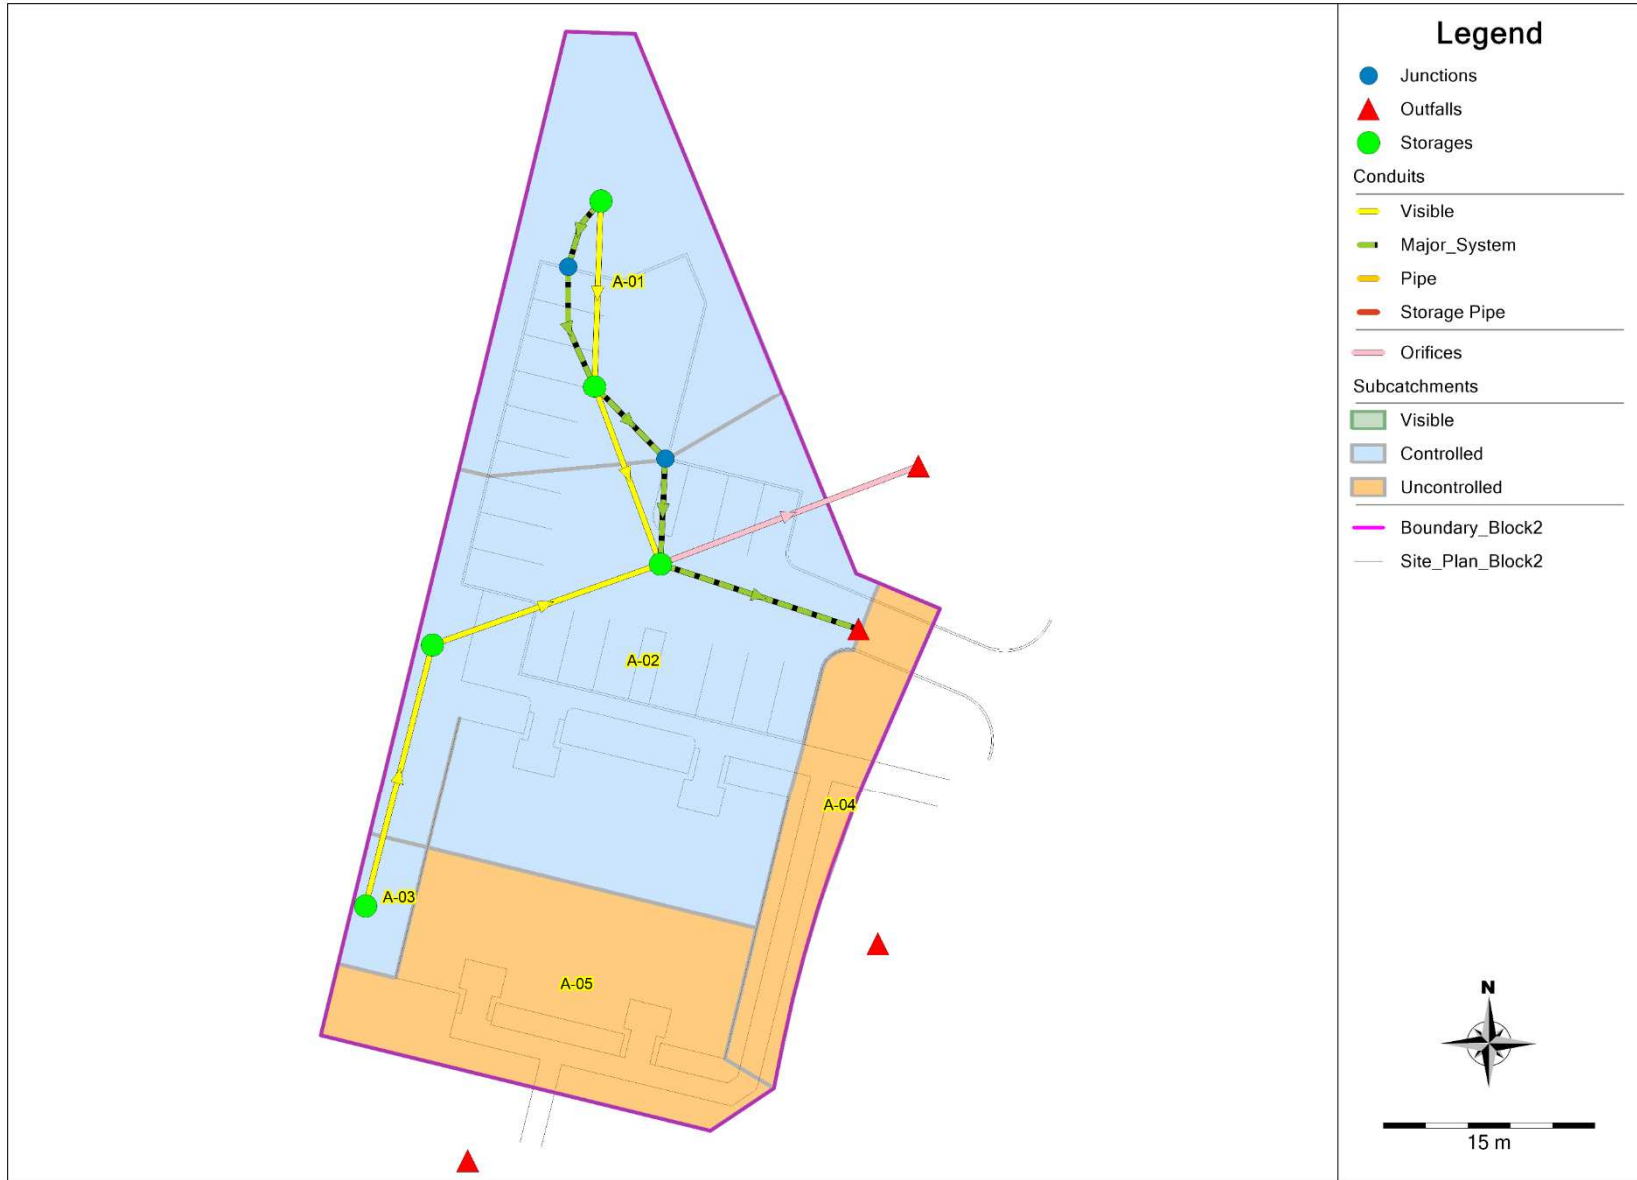 Legend
Junctions
Outfalls
Storages
Conduits
Visible
Major_System
Pipe
Storage Pipe
Orifices
Subcatchments
Visible
Controlled
Uncontrolled
Boundary_Block2
Site_Plan_Block2
A-01
A-02
A-04
A-03
A-05
N
15 m